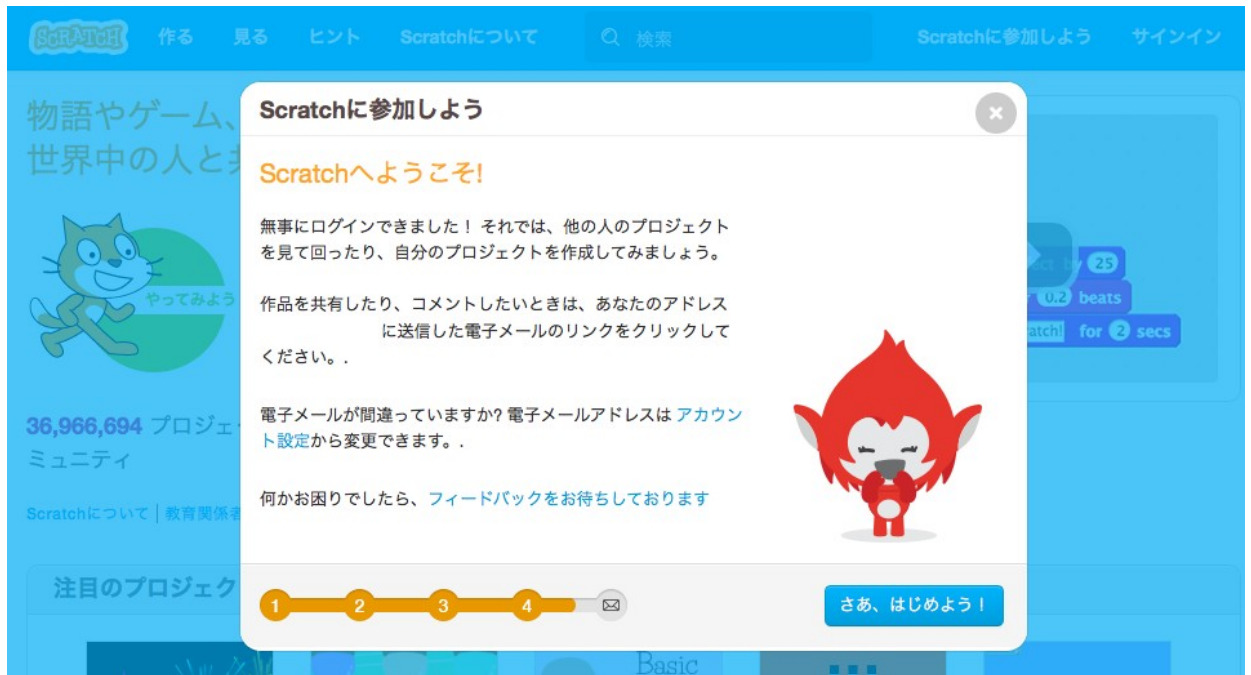 SCRATCH 作る 見る ヒント Scratchについて 検索 Scratchに参加しよう サインイン
物語やゲーム、
世界中の人と
Scratchに参加しよう
Scratchへようこそ!
無事にログインできました！ それでは、他の人のプロジェクト
を見て回ったり、自分のプロジェクトを作成してみましょう。
作品を共有したり、コメントしたいときは、あなたのアドレス
に送信した電子メールのリンクをクリックして
ください。.
電子メールが間違っていますか? 電子メールアドレスは アカウン
ト設定から変更できます。.
何かお困りでしたら、フィードバックをお待ちしております
1 2 3 4
さあ、はじめよう！
やってみよう
by 25
0.2 beats
for 2 secs
36,966,694 プロジェ
ミュニティ
Scratchについて | 教育関係者
注目のプロジェク
Basic